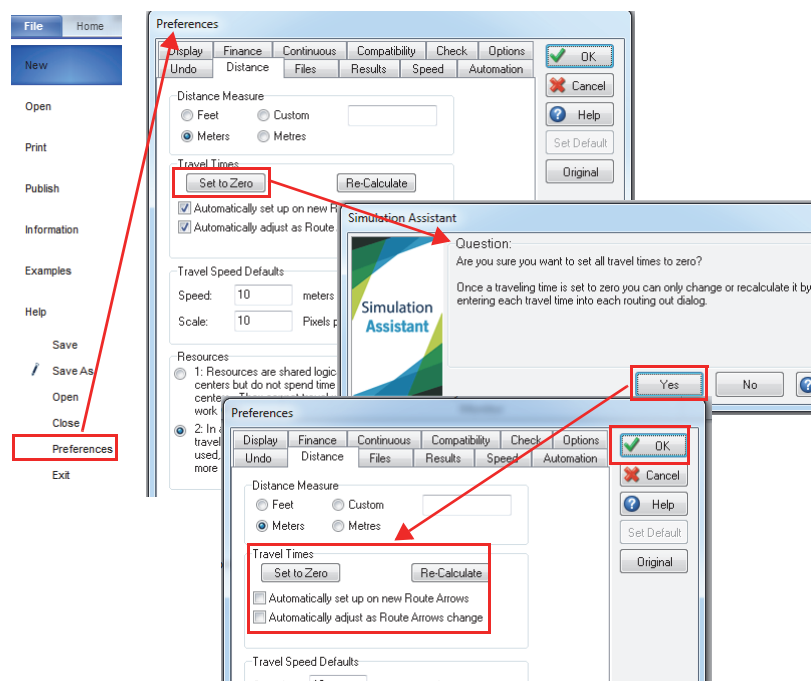 File Home
New
Open
Print
Publish
Information
Examples
Help
Save
Save As
Open
Close
Preferences
Exit
Preferences
Display Finance Continuous Compatibility Check Options
Undo Distance Files Results Speed Automation
Distance Measure
Feet Custom
Meters Metres
Travel Times
Set to Zero Re-Calculate
Automatically set up on new R
Automatically adjust as Route
Travel Speed Defaults
Speed: 10 meters
Scale: 10 Pixels p
Resources
1: Resources are shared logic
centers but do not spend time
work
2: In a
travel
used,
more
OK
Cancel
Help
Set Default
Original
Simulation Assistant
Simulation
Assistant
Question:
Are you sure you want to set all travel times to zero?
Once a traveling time is set to zero you can only change or recalculate it by
entering each travel time into each routing out dialog.
Yes No
Preferences
Display Finance Continuous Compatibility Check Options
Undo Distance Files Results Speed Automation
Distance Measure
Feet Custom
Meters Metres
Travel Times
Set to Zero Re-Calculate
Automatically set up on new Route Arrows
Automatically adjust as Route Arrows change
Travel Speed Defaults
OK
Cancel
Help
Set Default
Original